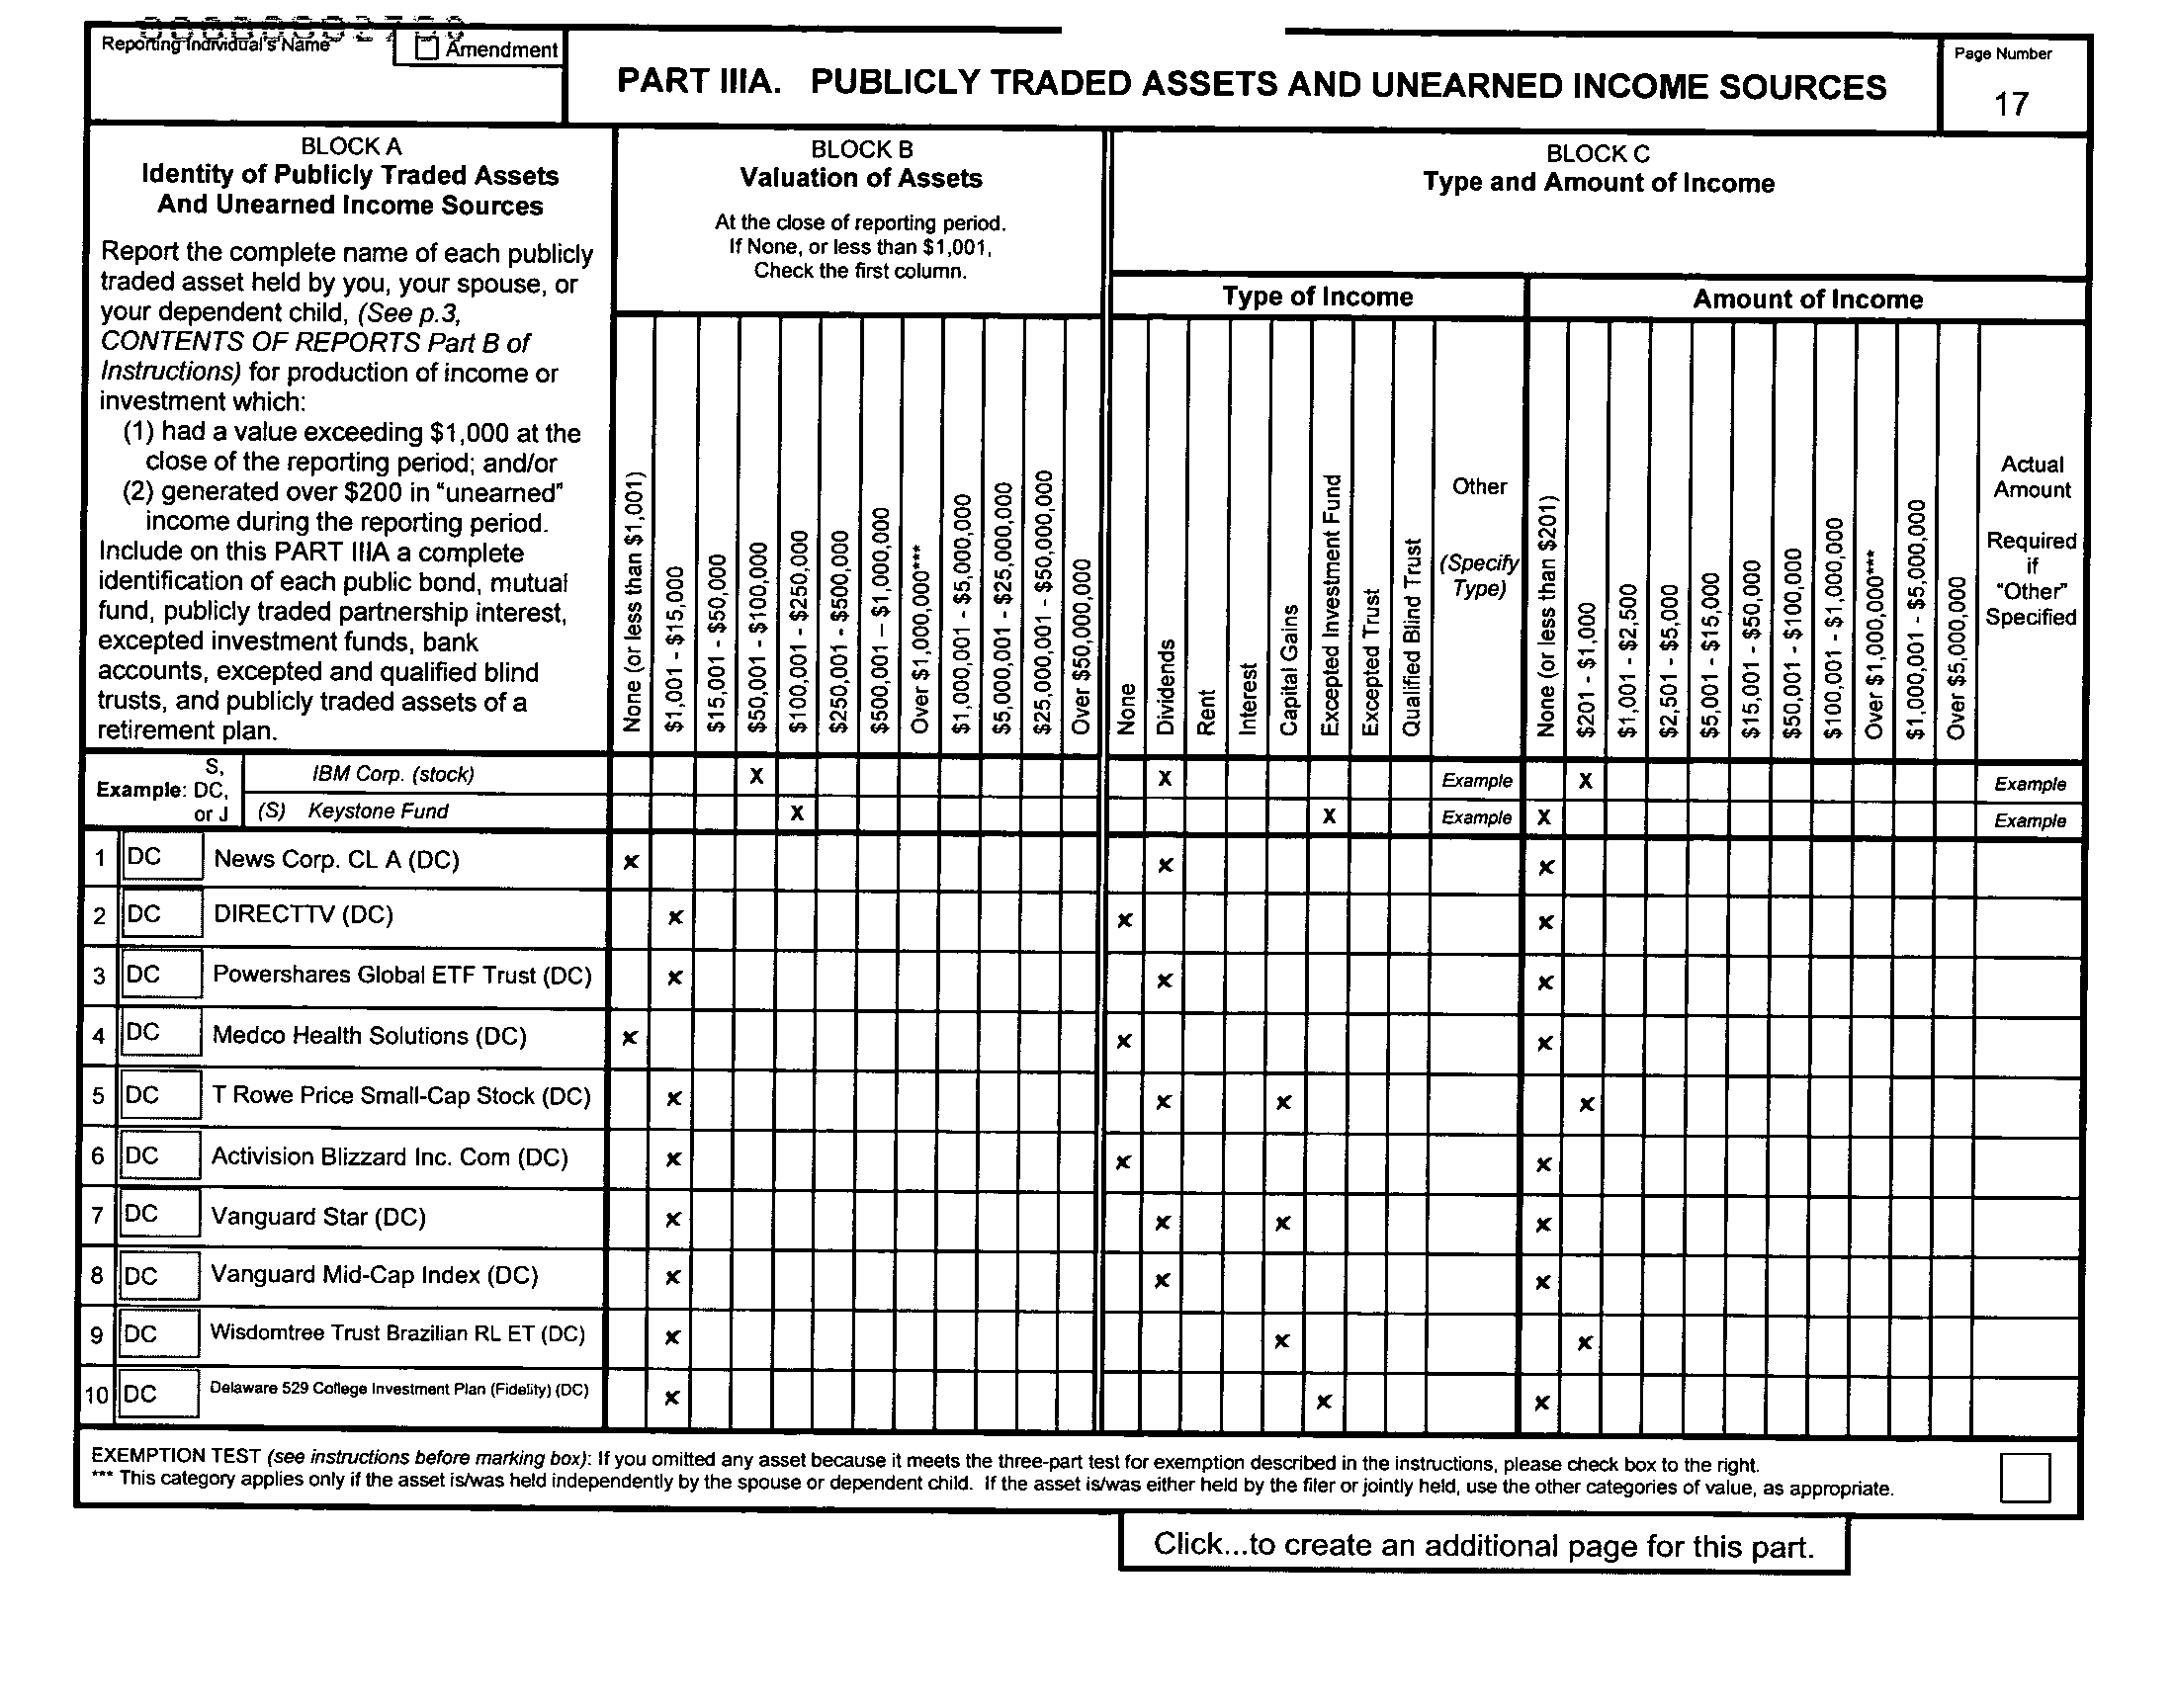 Reporting Individual's Name
Amendment
PART IIIA. PUBLICLY TRADED ASSETS AND UNEARNED INCOME SOURCES
Page Number
17
BLOCK A
Identity of Publicly Traded Assets
And Unearned Income Sources
Report the complete name of each publicly
traded asset held by you, your spouse, or
your dependent child, (See p.3,
CONTENTS OF REPORTS Part B of
Instructions) for production of income or
investment which:
(1) had a value exceeding $1,000 at the
close of the reporting period; and/or
(2) generated over $200 in "unearned"
income during the reporting period.
Include on this PART IIIA a complete
identification of each public bond, mutual
fund, publicly traded partnership interest,
excepted investment funds, bank
accounts, excepted and qualified blind
trusts, and publicly traded assets of a
retirement plan.
BLOCK B
Valuation of Assets
At the close of reporting period.
If None, or less than $1,001,
Check the first column.
None (or less than $1,001)
$1,001 - $15,000
$15,001 - $50,000
$50,001 - $100,000
$100,001 - $250,000
$250,001 - $500,000
$500,001 – $1,000,000
Over $1,000,000***
$1,000,001 - $5,000,000
$5,000,001 - $25,000,000
$25,000,001 - $50,000,000
Over $50,000,000
BLOCK C
Type and Amount of Income
Type of Income
None
Dividends
Rent
Interest
Capital Gains
Excepted Investment Fund
Excepted Trust
Qualified Blind Trust
Other
(Specify
Type)
Amount of Income
None (or less than $201)
$201 - $1,000
$1,001 - $2,500
$2,501 - $5,000
$5,001 - $15,000
$15,001 - $50,000
$50,001 - $100,000
$100,001 - $1,000,000
Over $1,000,000***
$1,000,001 - $5,000,000
Over $5,000,000
Actual
Amount
Required
if
"Other"
Specified
Example: S, DC, or J
IBM Corp. (stock) X X Example X Example
(S) Keystone Fund X X Example X Example
1 DC News Corp. CL A (DC) x x x
2 DC DIRECTTV (DC) x x x
3 DC Powershares Global ETF Trust (DC) x x x
4 DC Medco Health Solutions (DC) x x x
5 DC T Rowe Price Small-Cap Stock (DC) x x x x
6 DC Activision Blizzard Inc. Com (DC) x x x
7 DC Vanguard Star (DC) x x x x
8 DC Vanguard Mid-Cap Index (DC) x x x
9 DC Wisdomtree Trust Brazilian RL ET (DC) x x x
10 DC Delaware 529 College Investment Plan (Fidelity) (DC) x x x
EXEMPTION TEST (see instructions before marking box): If you omitted any asset because it meets the three-part test for exemption described in the instructions, please check box to the right.
*** This category applies only if the asset is/was held independently by the spouse or dependent child. If the asset is/was either held by the filer or jointly held, use the other categories of value, as appropriate.
Click...to create an additional page for this part.